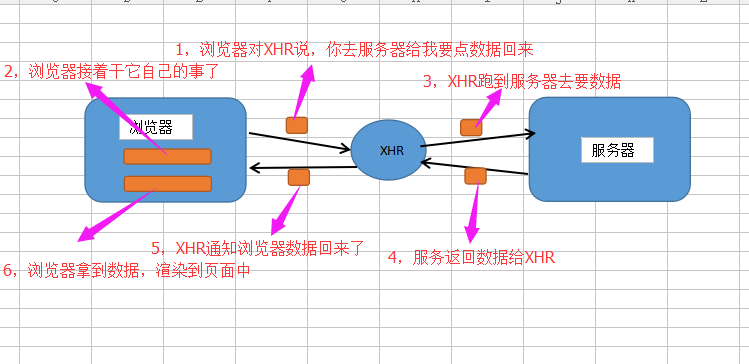 1，浏览器对XHR说，你去服务器给我要点数据回来
2，浏览器接着干它自己的事了
3，XHR跑到服务器去要数据
浏览器
XHR
服务器
5，XHR通知浏览器数据回来了
4，服务返回数据给XHR
6，浏览器拿到数据，渲染到页面中